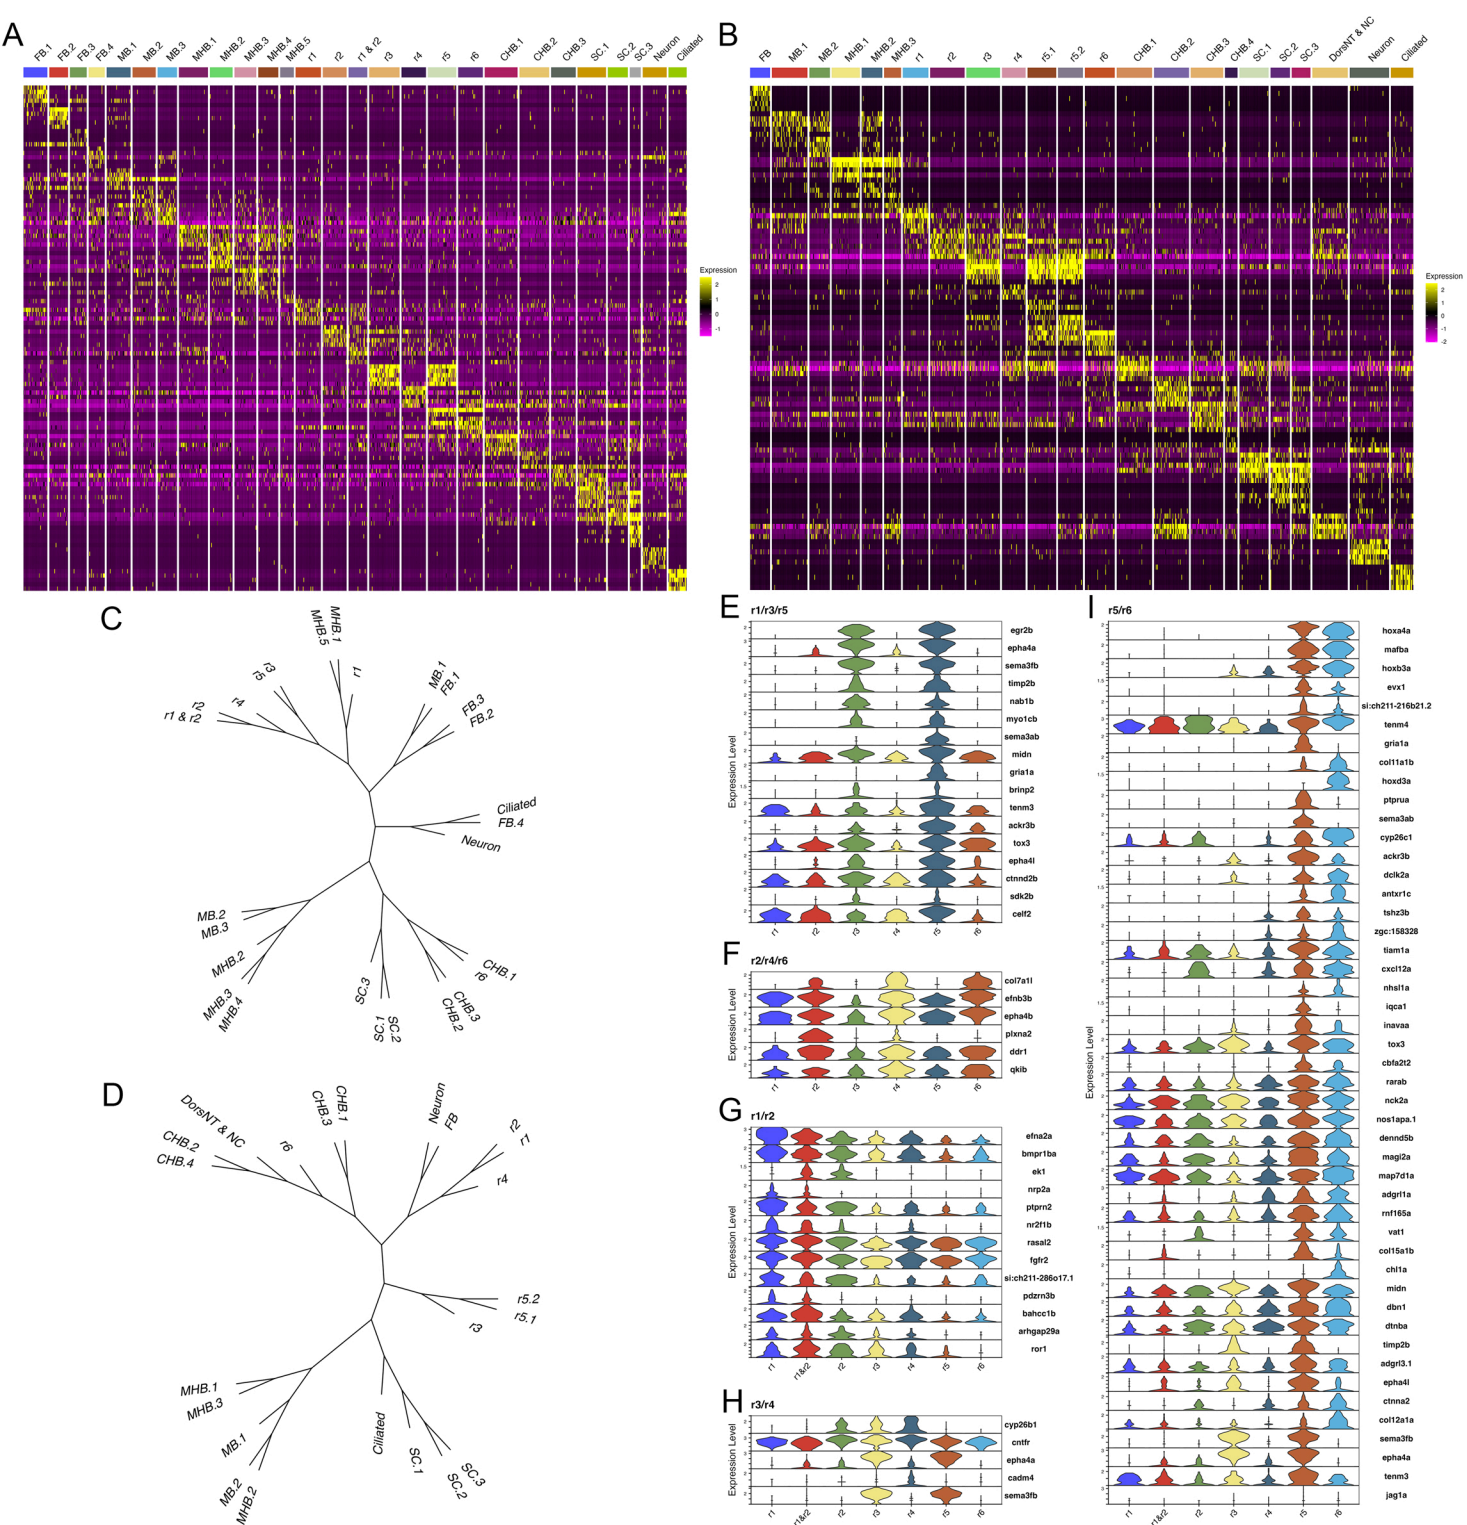 A
FB.1
FB.2
FB.3
FB.4
MB.1
MB.2
MB.3
MHB.1
MHB.2
MHB.3
MHB.4
MHB.5
r1
r2
r1 & r2
r3
r4
r5
r6
CHB.1
CHB.2
CHB.3
SC.1
SC.2
SC.3
Neuron
Ciliated
Expression
2
1
0
-1
B
FB
MB.1
MB.2
MHB.1
MHB.2
MHB.3
r1
r2
r3
r4
r5.1
r5.2
r6
CHB.1
CHB.2
CHB.3
CHB.4
SC.1
SC.2
SC.3
DorsNT & NC
Neuron
Ciliated
Expression
2
1
0
-1
-2
C
MHB.5
MHB.1
r1
r3
r5
r4
r2
r1 & r2
MB.1
FB.1
FB.3
FB.2
Ciliated
FB.4
Neuron
MB.2
MB.3
MHB.2
MHB.3
MHB.4
SC.3
SC.1
SC.2
CHB.1
r6
CHB.3
CHB.2
D
DorsNT & NC
CHB.2
CHB.4
r6
CHB.3
CHB.1
Neuron
FB
r2
r1
r4
r5.2
r5.1
r3
MHB.1
MHB.3
MB.1
MB.2
MHB.2
Ciliated
SC.1
SC.3
SC.2
E
r1/r3/r5
Expression Level
egr2b
epha4a
sema3fb
timp2b
nab1b
myo1cb
sema3ab
midn
gria1a
brinp2
tenm3
ackr3b
tox3
epha4l
ctnnd2b
sdk2b
celf2
r1 r2 r3 r4 r5 r6
F
r2/r4/r6
Expression Level
col7a1l
efnb3b
epha4b
plxna2
ddr1
qkib
r1 r2 r3 r4 r5 r6
G
r1/r2
Expression Level
efna2a
bmpr1ba
ek1
nrp2a
ptprn2
nr2f1b
rasal2
fgfr2
si:ch211-286o17.1
pdzrn3b
bahcc1b
arhgap29a
ror1
r1 r1&r2 r2 r3 r4 r5 r6
H
r3/r4
Expression Level
cyp26b1
cntfr
epha4a
cadm4
sema3fb
r1 r1&r2 r2 r3 r4 r5 r6
I
r5/r6
Expression Level
hoxa4a
mafba
hoxb3a
evx1
si:ch211-216b21.2
tenm4
gria1a
col11a1b
hoxd3a
ptprua
sema3ab
cyp26c1
ackr3b
dclk2a
antxr1c
tshz3b
zgc:158328
tiam1a
cxcl12a
nhsl1a
iqca1
inavaa
tox3
cbfa2t2
rarab
nck2a
nos1apa.1
dennd5b
magi2a
map7d1a
adgrl1a
rnf165a
vat1
col15a1b
chl1a
midn
dbn1
dtnba
timp2b
adgrl3.1
epha4l
ctnna2
col12a1a
sema3fb
epha4a
tenm3
jag1a
r1 r1&r2 r2 r3 r4 r5 r6